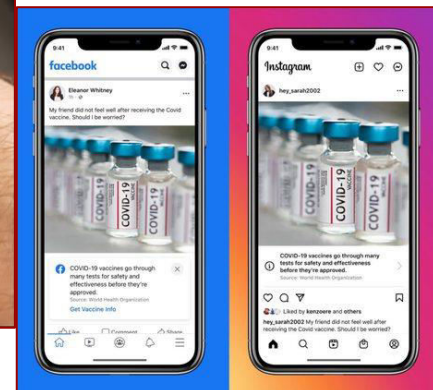 9:41
facebook
Eleanor Whitney
My friend did not feel well after receiving the Covid
vaccine. Should I be worried?
COVID-19
COVID-19
COVID-19
COVID-19 vaccines go through
many tests for safety and
effectiveness before they're
approved.
Source: World Health Organization
Get Vaccine Info
Like Comment Share
9:41
Instagram
hey_sarah2002
COVID-19
COVID-19
COVID-19
COVID-19 vaccines go through many
tests for safety and effectiveness
before they're approved.
Source: World Health Organization
Liked by kenzoere and others
hey_sarah2002 My friend did not feel well after
receiving the Covid vaccine. Should I be worried?